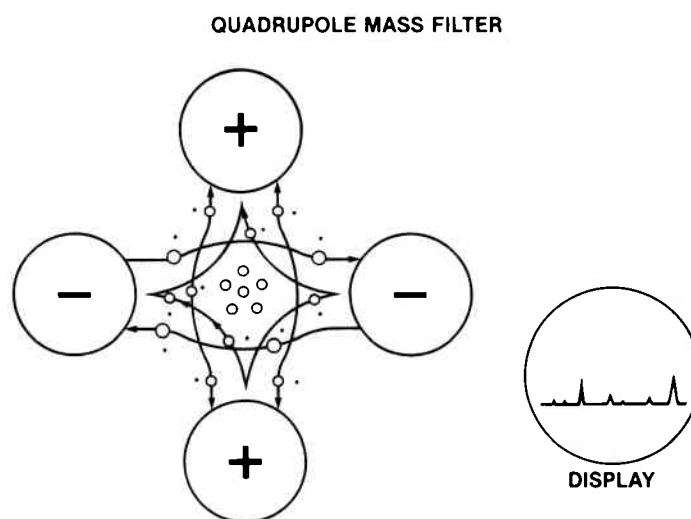 QUADRUPOLE MASS FILTER
+
− −
+
DISPLAY